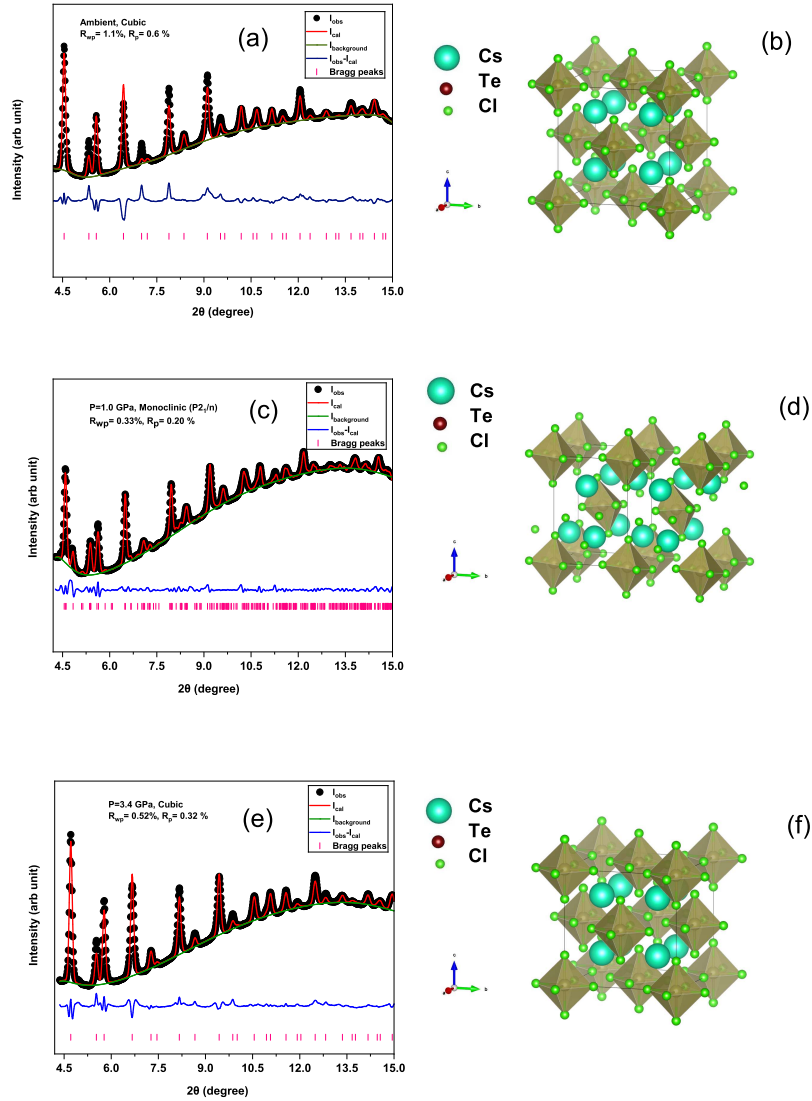 Ambient, Cubic
Rwp= 1.1%, Rp= 0.6 %
(a)
Iobs
Ical
Ibackground
Iobs-Ical
Bragg peaks
Intensity (arb unit)
4.5 6.0 7.5 9.0 10.5 12.0 13.5 15.0
2θ (degree)
(b)
Cs
Te
Cl
c
a
b
P=1.0 GPa, Monoclinic (P21/n)
Rwp= 0.33%, Rp= 0.20 %
(c)
Iobs
Ical
Ibackground
Iobs-Ical
Bragg peaks
Intensity (arb unit)
4.5 6.0 7.5 9.0 10.5 12.0 13.5 15.0
2θ (degree)
(d)
Cs
Te
Cl
c
a
b
P=3.4 GPa, Cubic
Rwp= 0.52%, Rp= 0.32 %
(e)
Iobs
Ical
Ibackground
Iobs-Ical
Bragg peaks
Intensity (arb unit)
4.5 6.0 7.5 9.0 10.5 12.0 13.5 15.0
2θ (degree)
(f)
Cs
Te
Cl
c
a
b